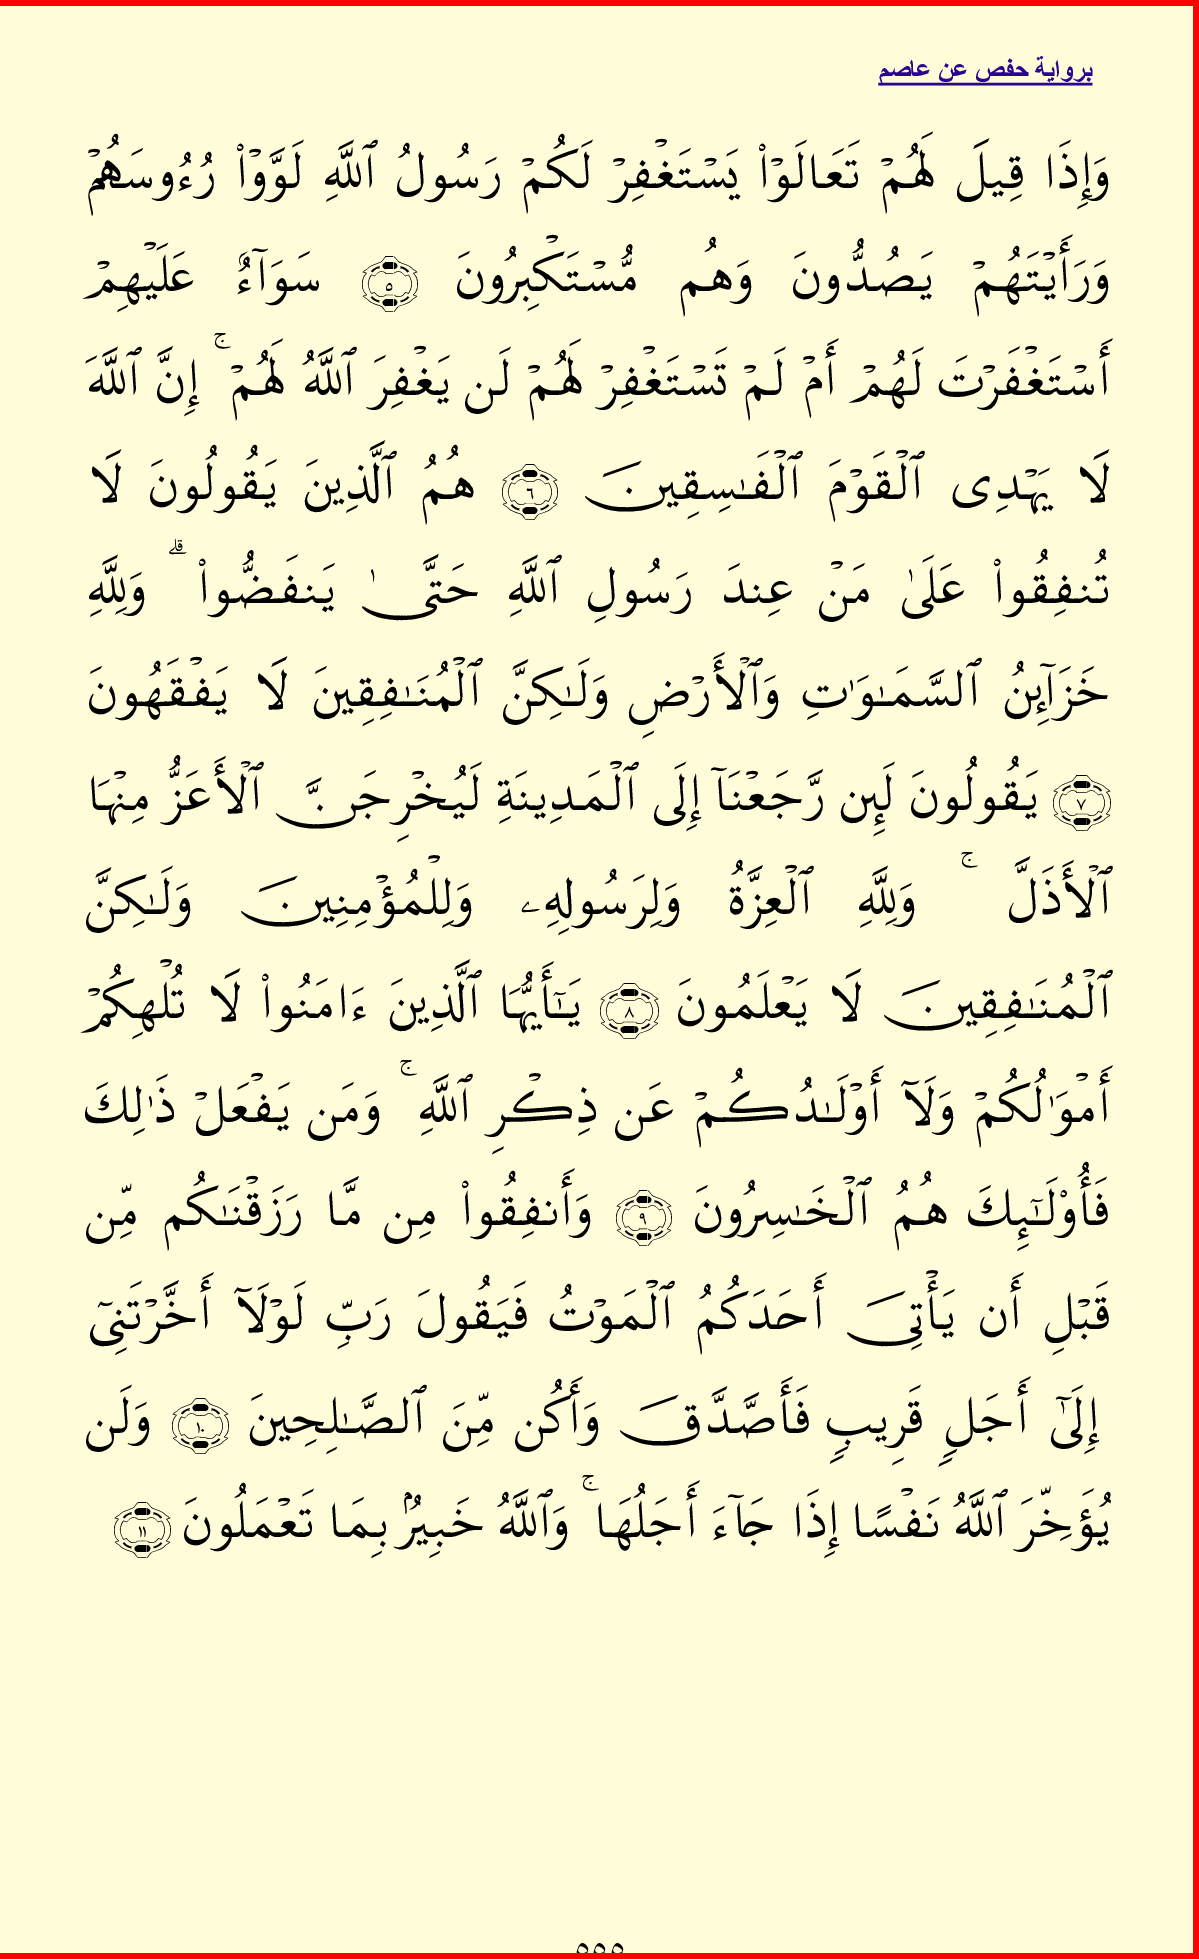 برواية حفص عن عاصم
وَإِذَا قِيلَ لَهُمۡ تَعَالَوۡاْ يَسۡتَغۡفِرۡ لَكُمۡ رَسُولُ ٱللَّهِ لَوَّوۡاْ رُءُوسَهُمۡ
وَرَأَيۡتَهُمۡ يَصُدُّونَ وَهُم مُّسۡتَكۡبِرُونَ ٥ سَوَآءٌ عَلَيۡهِمۡ
أَسۡتَغۡفَرۡتَ لَهُمۡ أَمۡ لَمۡ تَسۡتَغۡفِرۡ لَهُمۡ لَن يَغۡفِرَ ٱللَّهُ لَهُمۡۚ إِنَّ ٱللَّهَ
لَا يَهۡدِى ٱلۡقَوۡمَ ٱلۡفَـٰسِقِينَ ٦ هُمُ ٱلَّذِينَ يَقُولُونَ لَا
تُنفِقُواْ عَلَىٰ مَنۡ عِندَ رَسُولِ ٱللَّهِ حَتَّىٰ يَنفَضُّواْۗ وَلِلَّهِ
خَزَآئِنُ ٱلسَّمَـٰوَٰتِ وَٱلۡأَرۡضِ وَلَـٰكِنَّ ٱلۡمُنَـٰفِقِينَ لَا يَفۡقَهُونَ
٧ يَقُولُونَ لَئِن رَّجَعۡنَآ إِلَى ٱلۡمَدِينَةِ لَيُخۡرِجَنَّ ٱلۡأَعَزُّ مِنۡهَا
ٱلۡأَذَلَّۚ وَلِلَّهِ ٱلۡعِزَّةُ وَلِرَسُولِهِۦ وَلِلۡمُؤۡمِنِينَ وَلَـٰكِنَّ
ٱلۡمُنَـٰفِقِينَ لَا يَعۡلَمُونَ ٨ يَـٰٓأَيُّهَا ٱلَّذِينَ ءَامَنُواْ لَا تُلۡهِكُمۡ
أَمۡوَٰلُكُمۡ وَلَآ أَوۡلَـٰدُكُمۡ عَن ذِكۡرِ ٱللَّهِۚ وَمَن يَفۡعَلۡ ذَٰلِكَ
فَأُوْلَـٰٓئِكَ هُمُ ٱلۡخَـٰسِرُونَ ٩ وَأَنفِقُواْ مِن مَّا رَزَقۡنَـٰكُم مِّن
قَبۡلِ أَن يَأۡتِىَ أَحَدَكُمُ ٱلۡمَوۡتُ فَيَقُولَ رَبِّ لَوۡلَآ أَخَّرۡتَنِىٓ
إِلَىٰٓ أَجَلٍ قَرِيبٍ فَأَصَّدَّقَ وَأَكُن مِّنَ ٱلصَّـٰلِحِينَ ١٠ وَلَن
يُؤَخِّرَ ٱللَّهُ نَفۡسًا إِذَا جَآءَ أَجَلُهَاۚ وَٱللَّهُ خَبِيرُۢ بِمَا تَعۡمَلُونَ ١١
٥٥٥